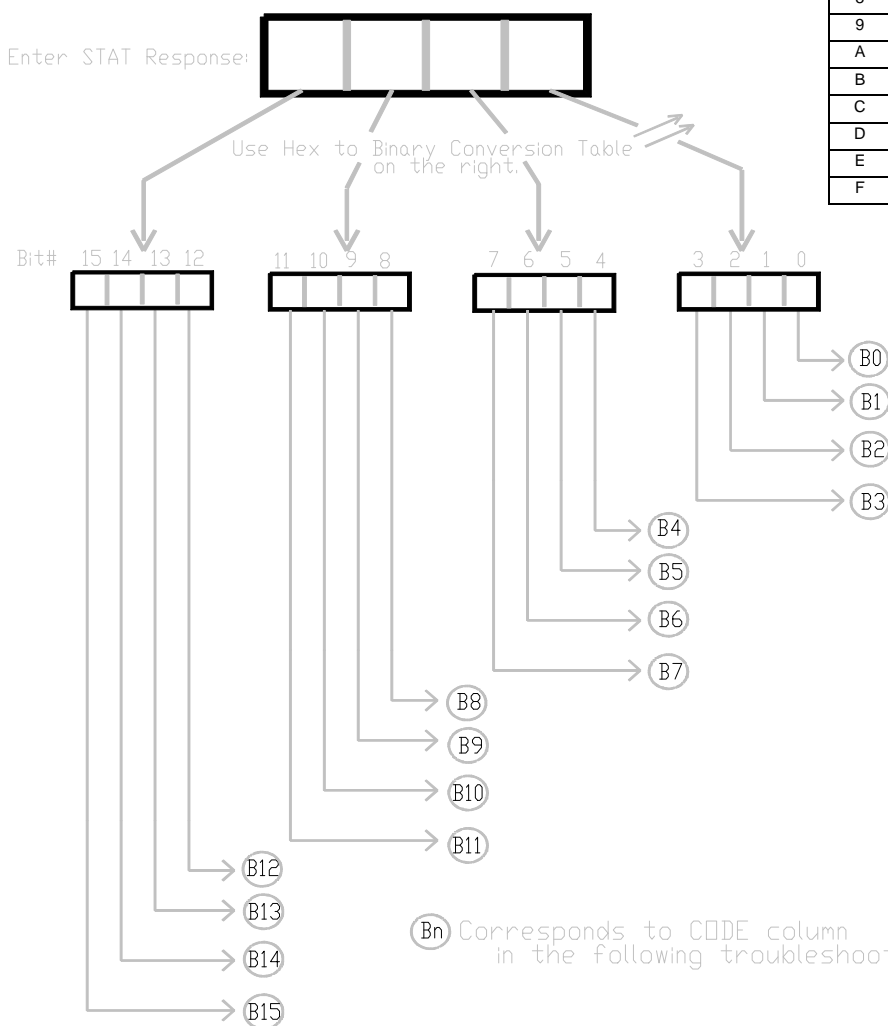 9
A
B
C
D
E
F
Enter STAT Response:
Use Hex to Binary Conversion Table
on the right.
Bit# 15 14 13 12 11 10 9 8 7 6 5 4 3 2 1 0
B0
B1
B2
B3
B4
B5
B6
B7
B8
B9
B10
B11
B12
B13
B14
B15
Bn Corresponds to CODE column
in the following